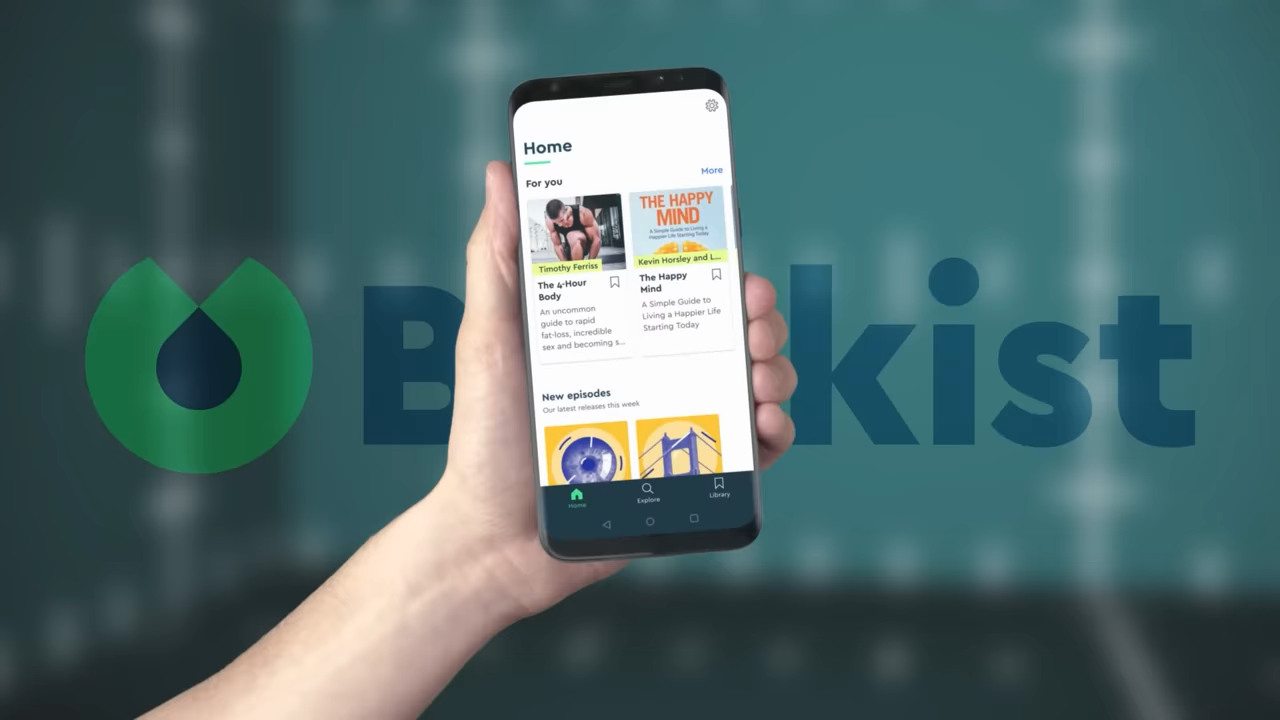 Home
More
For you
THE HAPPY
MIND
A Simple Guide to Living a
Happier Life Starting Today
Timothy Ferriss
Kevin Horsley and L...
The 4-Hour
Body
The Happy
Mind
An uncommon
guide to rapid
fat-loss, incredible
sex and becoming s...
A Simple Guide to
Living a Happier Life
Starting Today
New episodes
Our latest releases this week
Home
Explore
Library
B kist